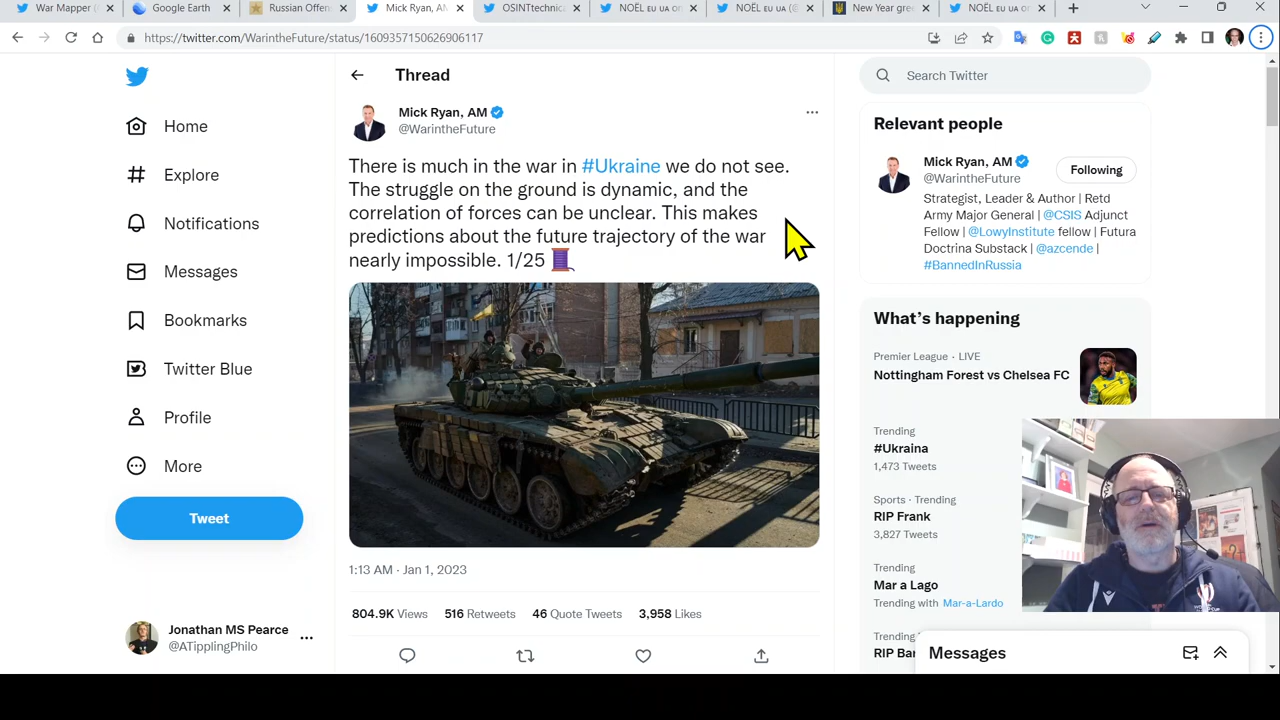 War Mapper (
Google Earth
Russian Offen
Mick Ryan, AM
OSINTtechnica
NOËL EU UA on
NOËL EU UA (@
New Year gree
NOËL EU UA on
https://twitter.com/WarintheFuture/status/1609357150626906117
Home
Explore
Notifications
Messages
Bookmarks
Twitter Blue
Profile
More
Tweet
Jonathan MS Pearce
@ATipplingPhilo
Thread
Mick Ryan, AM
@WarintheFuture
There is much in the war in #Ukraine we do not see.
The struggle on the ground is dynamic, and the
correlation of forces can be unclear. This makes
predictions about the future trajectory of the war
nearly impossible. 1/25
1:13 AM · Jan 1, 2023
804.9K Views 516 Retweets 46 Quote Tweets 3,958 Likes
Search Twitter
Relevant people
Mick Ryan, AM
@WarintheFuture
Following
Strategist, Leader & Author | Retd
Army Major General | @CSIS Adjunct
Fellow | @LowyInstitute fellow | Futura
Doctrina Substack | @azcende |
#BannedInRussia
What's happening
Premier League · LIVE
Nottingham Forest vs Chelsea FC
Trending
#Ukraina
1,473 Tweets
Sports · Trending
RIP Frank
3,827 Tweets
Trending
Mar a Lago
Trending with Mar-a-Lardo
Trending
RIP Bar
Messages